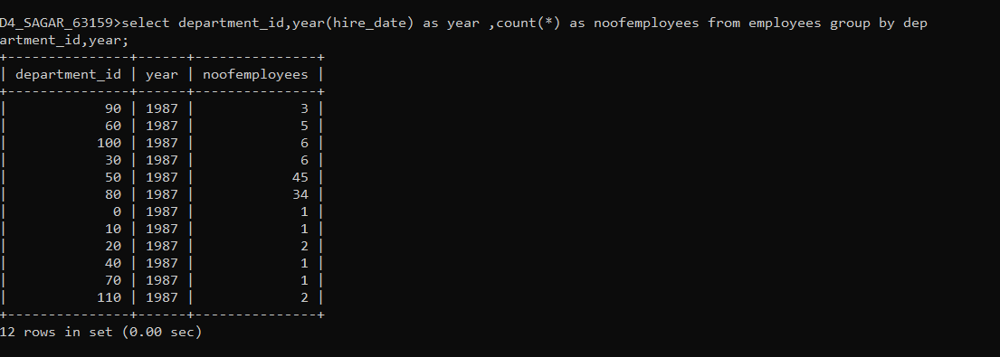 D4_SAGAR_63159>select department_id,year(hire_date) as year ,count(*) as noofemployees from employees group by dep
artment_id,year;
+---------------+------+---------------+
| department_id | year | noofemployees |
+---------------+------+---------------+
|            90 | 1987 |             3 |
|            60 | 1987 |             5 |
|           100 | 1987 |             6 |
|            30 | 1987 |             6 |
|            50 | 1987 |            45 |
|            80 | 1987 |            34 |
|             0 | 1987 |             1 |
|            10 | 1987 |             1 |
|            20 | 1987 |             2 |
|            40 | 1987 |             1 |
|            70 | 1987 |             1 |
|           110 | 1987 |             2 |
+---------------+------+---------------+
12 rows in set (0.00 sec)